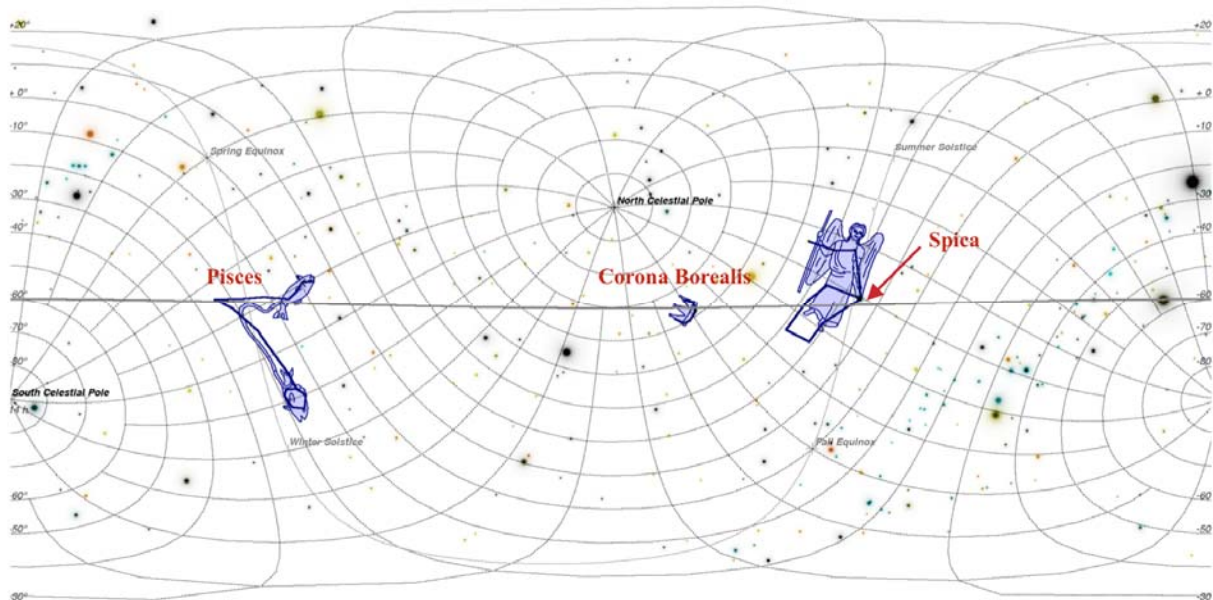 +20° +20°
+ 0° + 0°
-10° -10°
Spring Equinox
Summer Solstice
-30° -30°
North Celestial Pole
-40° -40°
Spica
Pisces
Corona Borealis
-60° -60°
-70° -70°
-80° -80°
South Celestial Pole
14 h
Winter Solstice
Fall Equinox
-60° -60°
-50° -50°
-30° -30°